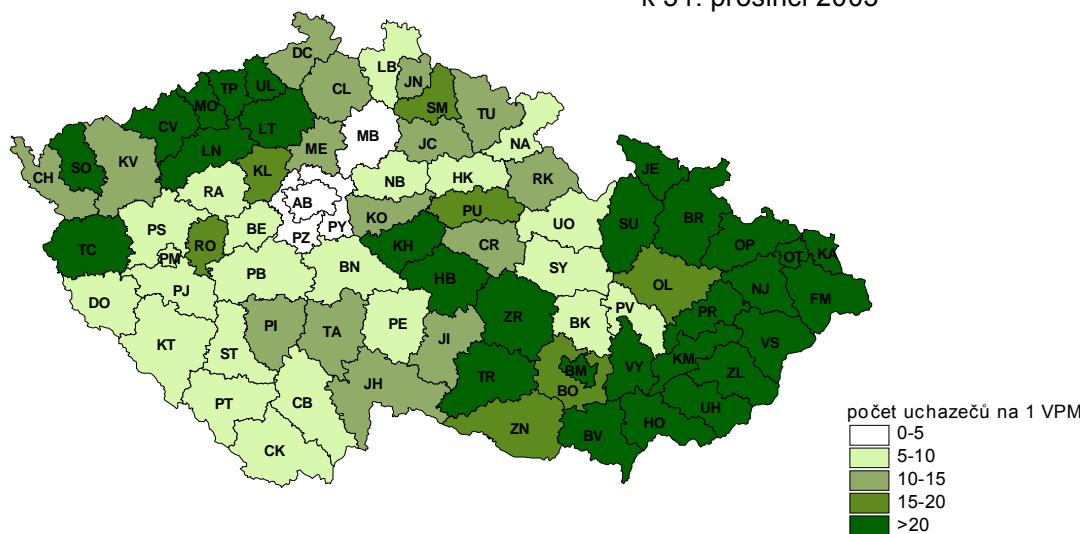 k 31. prosinci 2003
DC
LB
JN
TP
UL
CL
SM
TU
MO
CV
LT
MB
NA
LN
ME
JC
SO
KV
KL
CH
RA
NB
HK
RK
JE
AB
KO
PU
UO
SU
BR
PS
RO
BE
PZ
PY
KH
CR
TC
PM
PB
BN
SY
OP
OT
KA
DO
PJ
HB
OL
NJ
FM
PI
TA
PE
JI
ZR
BK
PV
PR
KT
ST
VS
TR
BM
VY
KM
ZL
JH
BO
PT
CB
UH
ZN
BV
HO
CK
počet uchazečů na 1 VPM
0-5
5-10
10-15
15-20
>20